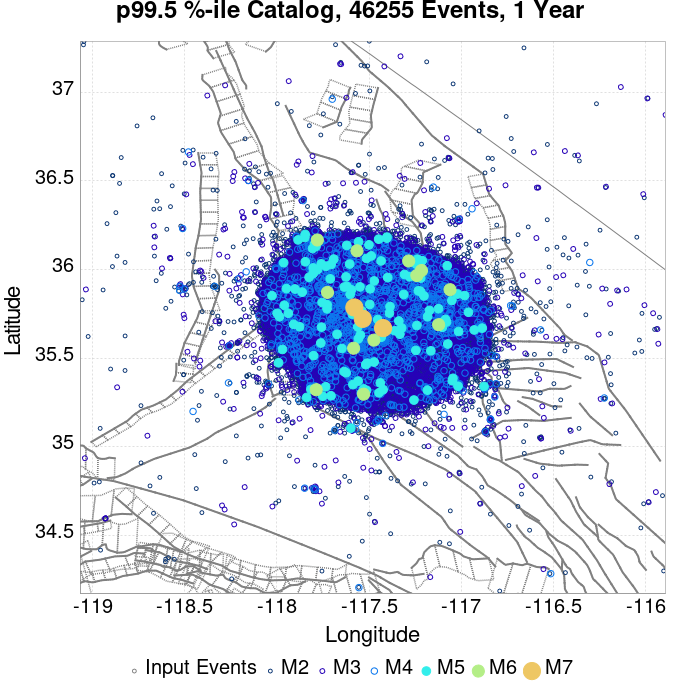 p99.5 %-ile Catalog, 46255 Events, 1 Year
37
36.5
36
35.5
35
34.5
Latitude
-119 -118.5 -118 -117.5 -117 -116.5 -116
Longitude
Input Events M2 M3 M4 M5 M6 M7